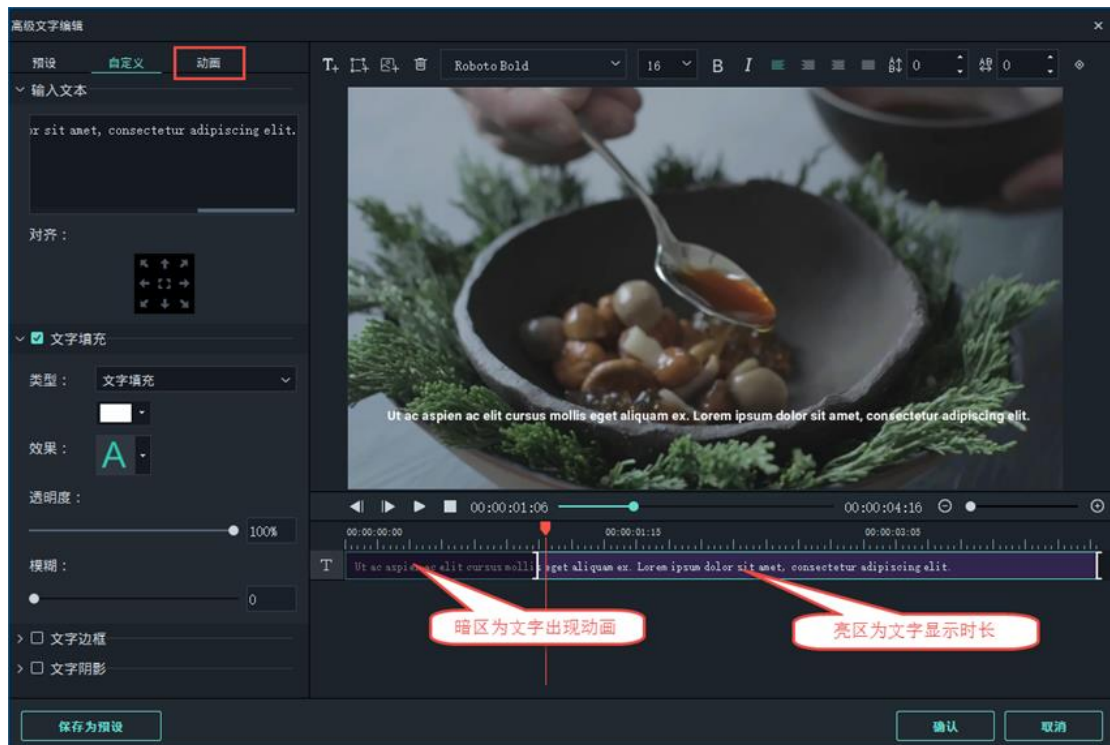 高级文字编辑 ×
预设 自定义 动画
T+ Roboto Bold 16 B I 0 AB 0
输入文本
or sit amet, consectetur adipiscing elit.
对齐：
文字填充
类型： 文字填充
效果： A
透明度：
100%
模糊：
0
文字边框
文字阴影
Ut ac aspien ac elit cursus mollis eget aliquam ex. Lorem ipsum dolor sit amet, consectetur adipiscing elit.
00:00:01:06 00:00:04:16
00:00:00:00 00:00:01:15 00:00:03:05
T Ut ac aspien ac elit cursus mollis eget aliquam ex. Lorem ipsum dolor sit amet, consectetur adipiscing elit.
暗区为文字出现动画
亮区为文字显示时长
保存为预设 确认 取消